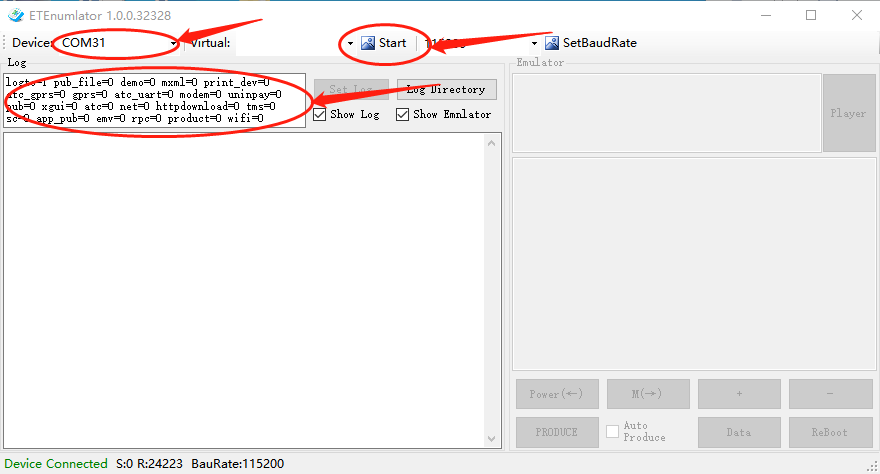 ETEnumlator 1.0.0.32328
Device: COM31 Virtual: Start SetBaudRate
Log
Emulator
logto=1 pub_file=0 demo=0 mxml=0 print_dev=0
atc_gprs=0 gprs=0 atc_uart=0 modem=0 uninpay=0
pub=0 xgui=0 atc=0 net=0 httpdownload=0 tms=0
sc=0 app_pub=0 emv=0 rpc=0 product=0 wifi=0
Set Log Log Directory
Show Log Show Emnlator
Player
Power(←) M(→) + -
PRODUCE Auto Produce Data ReBoot
Device Connected S:0 R:24223 BauRate:115200